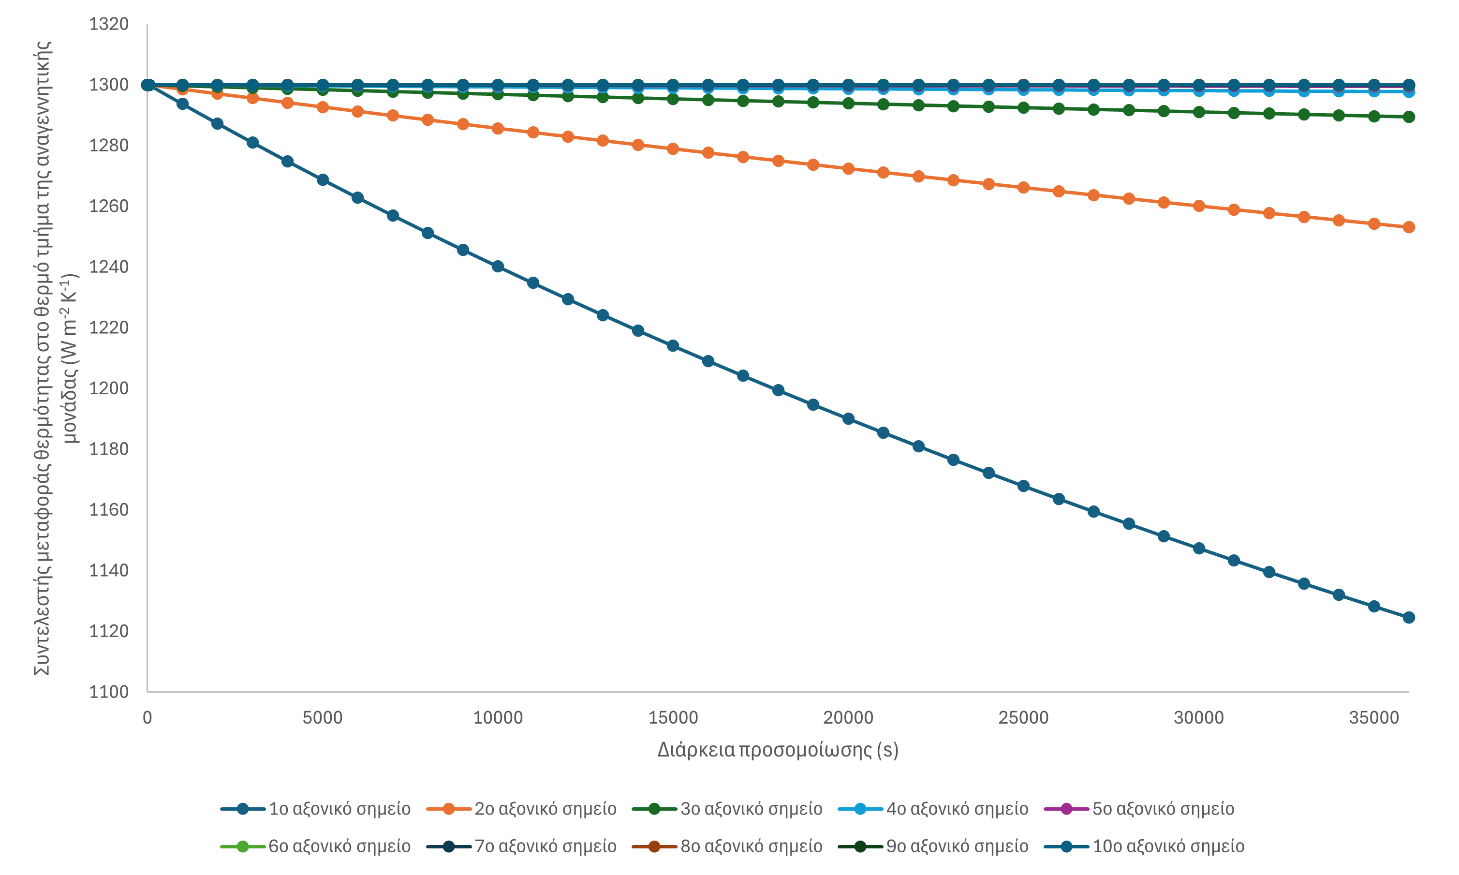 1320
1300
1280
1260
1240
1220
1200
1180
1160
1140
1120
1100
Συντελεστής μεταφοράς θερμότητας στο θερμό τμήμα της αναγεννητικής
μονάδας (W m-2 K-1)
0 5000 10000 15000 20000 25000 30000 35000
Διάρκεια προσομοίωσης (s)
1ο αξονικό σημείο 2ο αξονικό σημείο 3ο αξονικό σημείο 4ο αξονικό σημείο 5ο αξονικό σημείο
6ο αξονικό σημείο 7ο αξονικό σημείο 8ο αξονικό σημείο 9ο αξονικό σημείο 10ο αξονικό σημείο